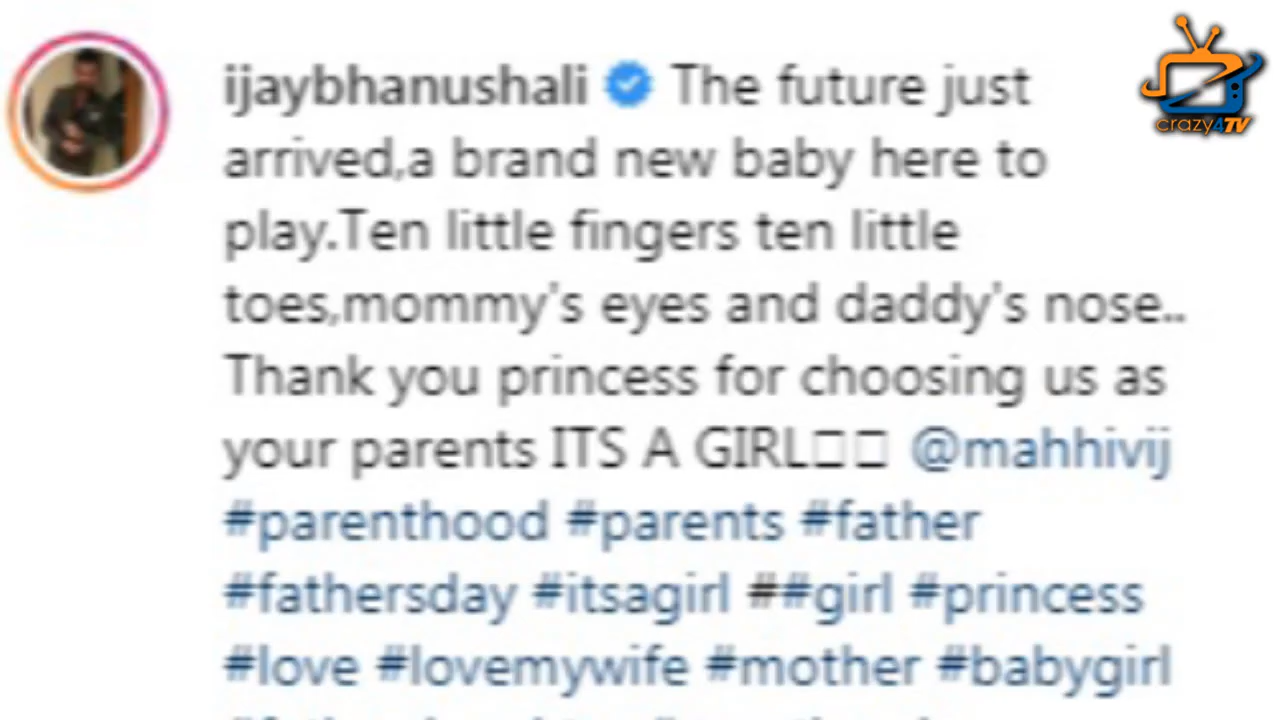 ijaybhanushali The future just
arrived,a brand new baby here to
play.Ten little fingers ten little
toes,mommy's eyes and daddy's nose..
Thank you princess for choosing us as
your parents ITS A GIRL□□ @mahhivij
#parenthood #parents #father
#fathersday #itsagirl ##girl #princess
#love #lovemywife #mother #babygirl
crazy4TV